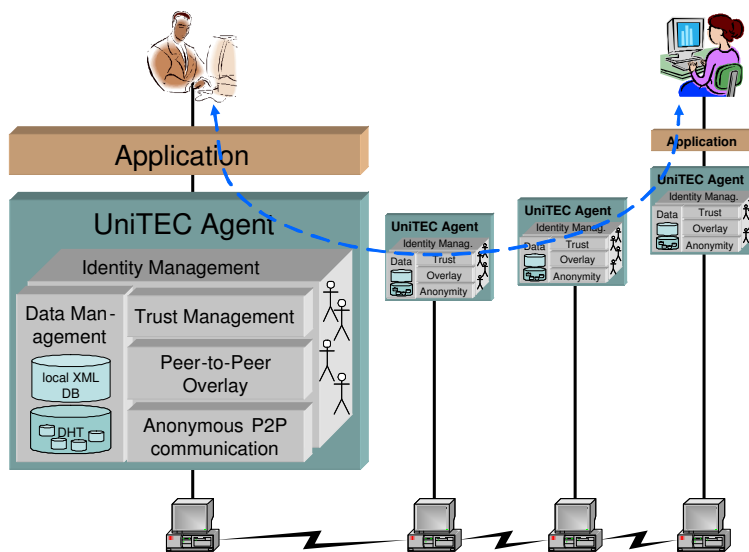 Application
UniTEC Agent
Identity Management
Data Man-
agement
local XML
DB
DHT
Trust Management
Peer-to-Peer
Overlay
Anonymous P2P
communication
UniTEC Agent
Identity Manag.
Data
Trust
Overlay
Anonymity
UniTEC Agent
Identity Manag.
Data
Trust
Overlay
Anonymity
Application
UniTEC Agent
Identity Manag.
Data
Trust
Overlay
Anonymity